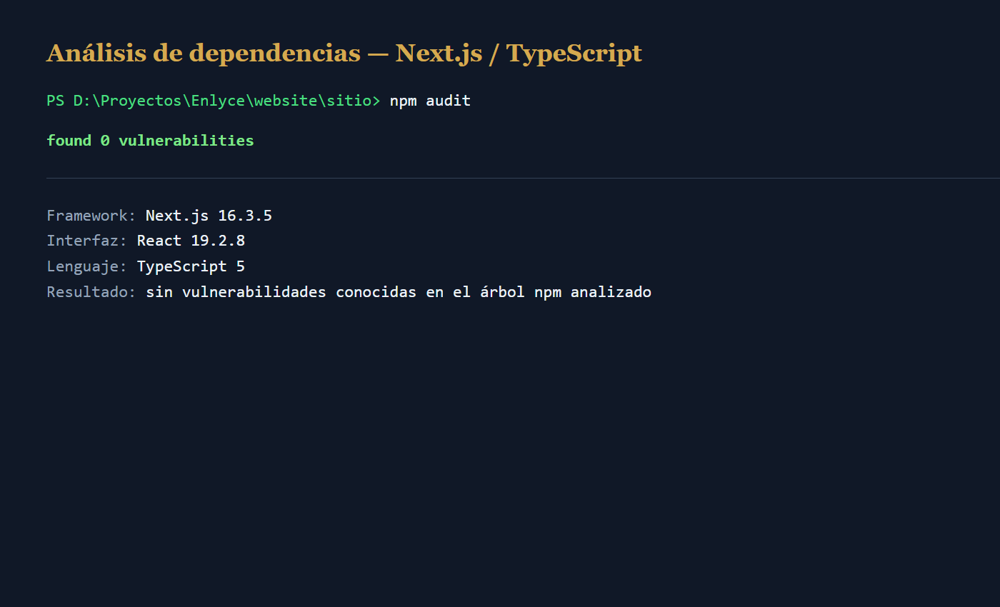 Análisis de dependencias — Next.js / TypeScript
PS D:\Proyectos\Enlyce\website\sitio> npm audit
found 0 vulnerabilities
Framework: Next.js 16.3.5
Interfaz: React 19.2.8
Lenguaje: TypeScript 5
Resultado: sin vulnerabilidades conocidas en el árbol npm analizado